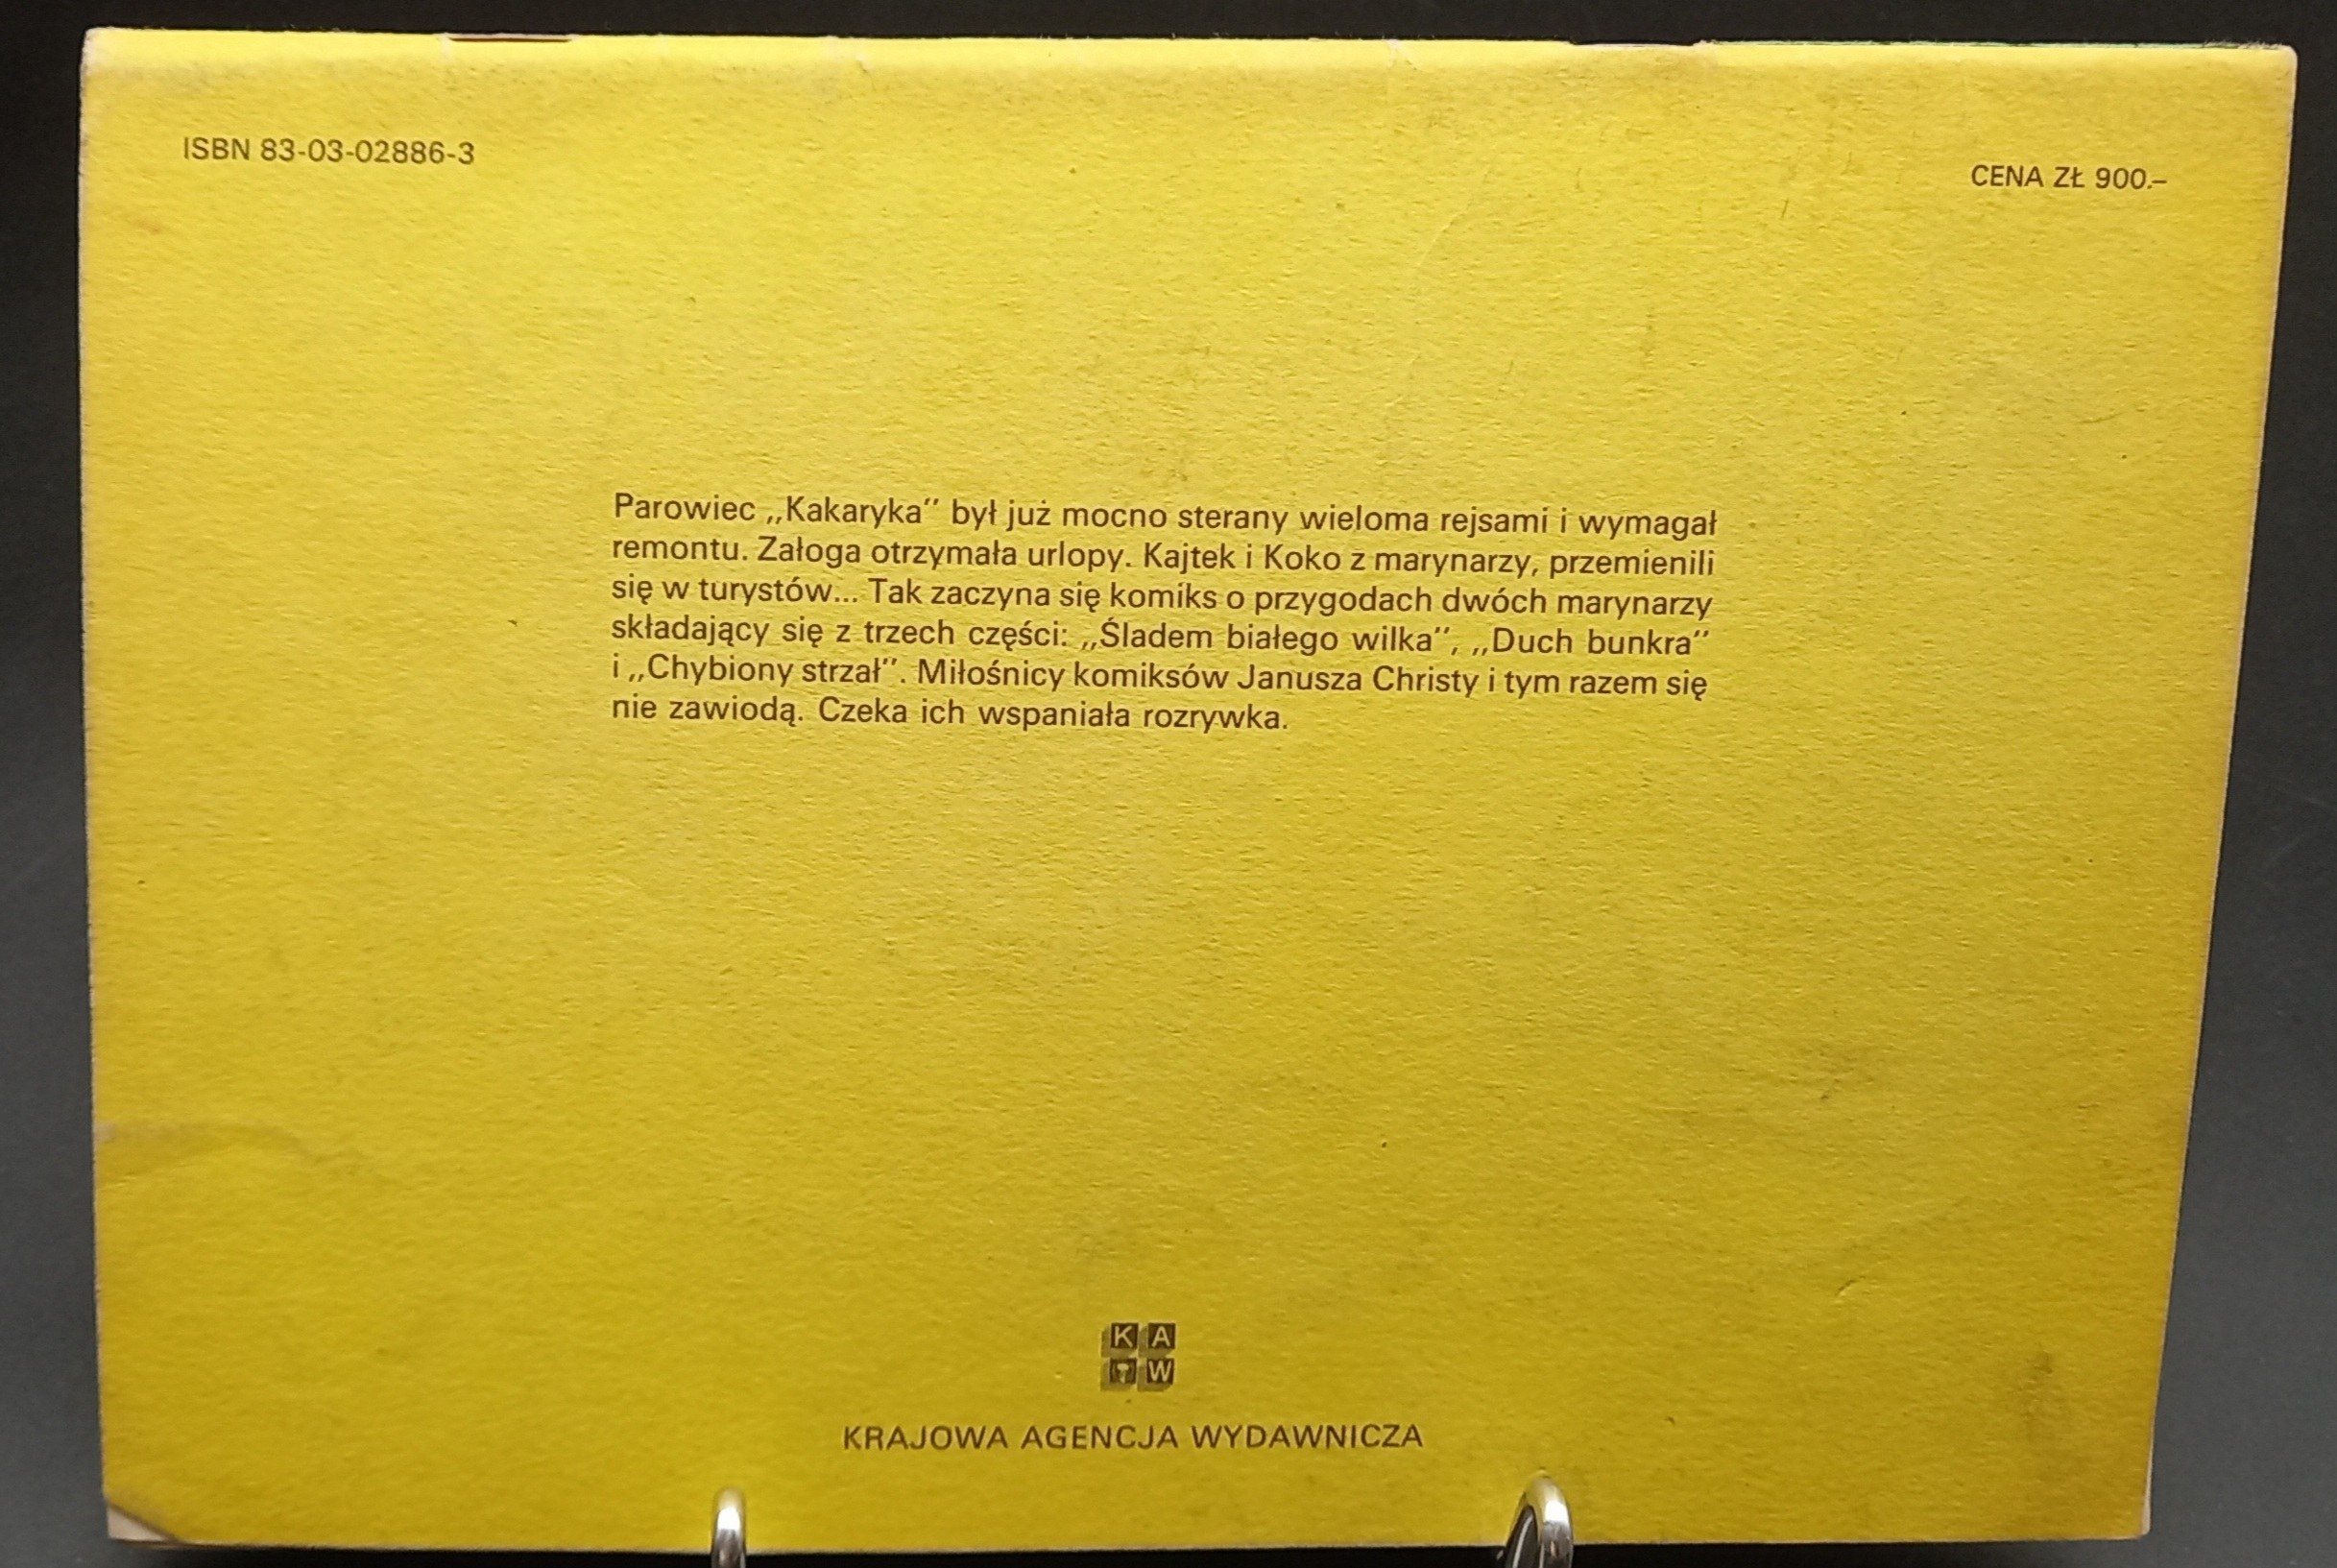 ISBN 83-03-02886-3
CENA ZŁ 900.–
Parowiec „Kakaryka” był już mocno sterany wieloma rejsami i wymagał
remontu. Załoga otrzymała urlopy. Kajtek i Koko z marynarzy, przemienili
się w turystów... Tak zaczyna się komiks o przygodach dwóch marynarzy
składający się z trzech części: „Śladem białego wilka”, „Duch bunkra”
i „Chybiony strzał”. Miłośnicy komiksów Janusza Christy i tym razem się
nie zawiodą. Czeka ich wspaniała rozrywka.
K A
W
KRAJOWA AGENCJA WYDAWNICZA